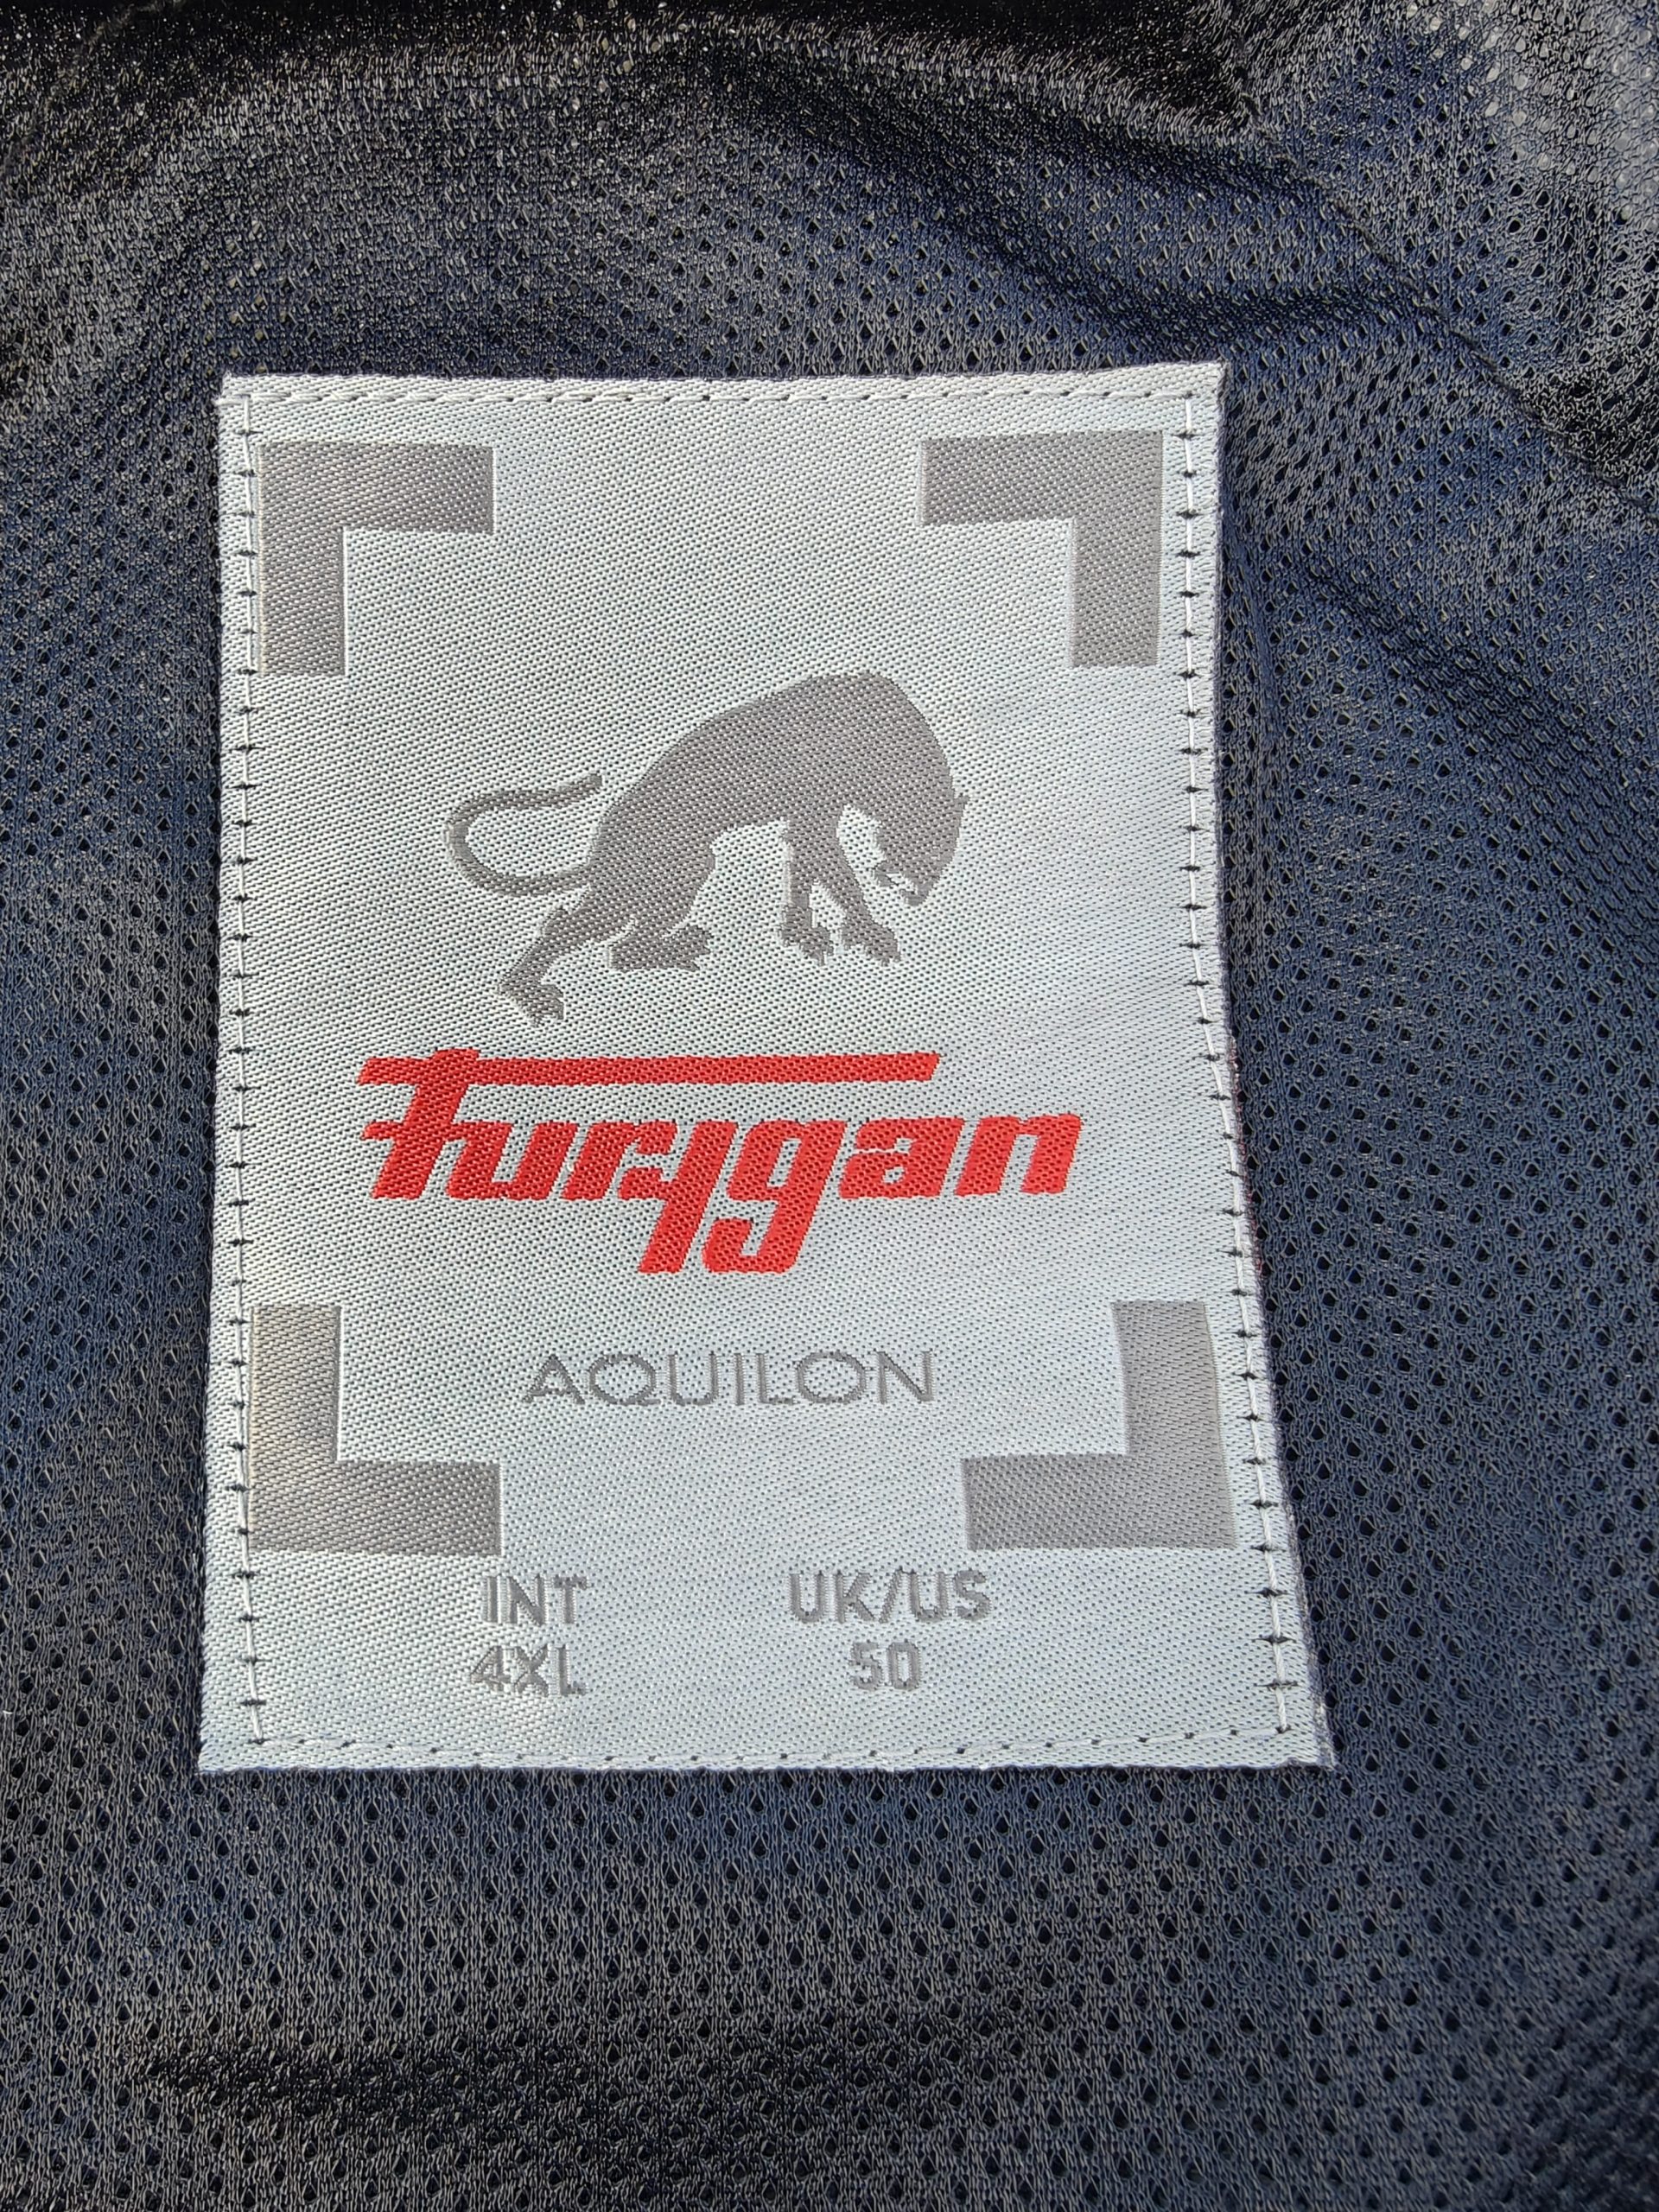 furygan
AQUILON
INT UK/US
4XL 50